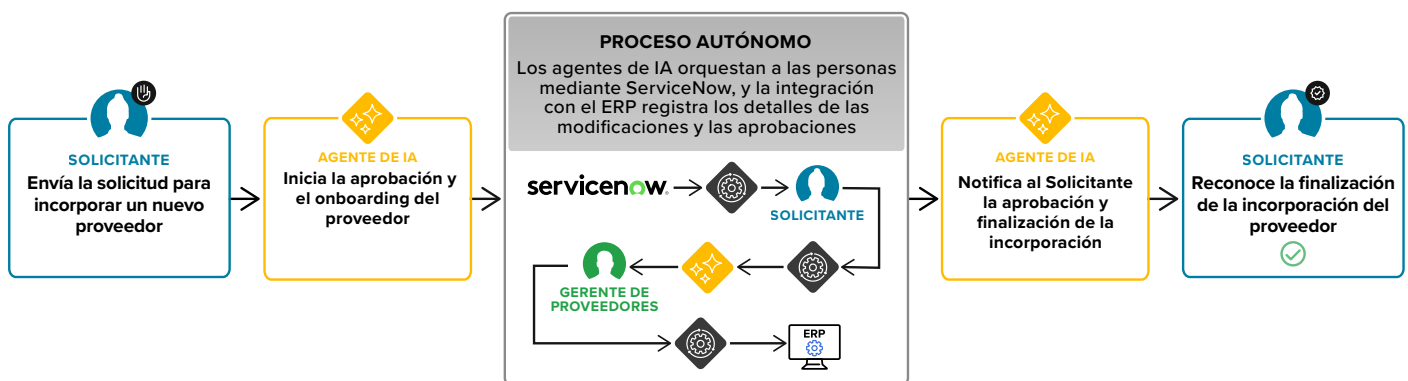 SOLICITANTE
Envía la solicitud para
incorporar un nuevo
proveedor
AGENTE DE IA
Inicia la aprobación y
el onboarding del
proveedor
PROCESO AUTÓNOMO
Los agentes de IA orquestan a las personas
mediante ServiceNow, y la integración
con el ERP registra los detalles de las
modificaciones y las aprobaciones
servicenow
SOLICITANTE
GERENTE DE
PROVEEDORES
ERP
AGENTE DE IA
Notifica al Solicitante
la aprobación y
finalización de la
incorporación
SOLICITANTE
Reconoce la finalización
de la incorporación del
proveedor